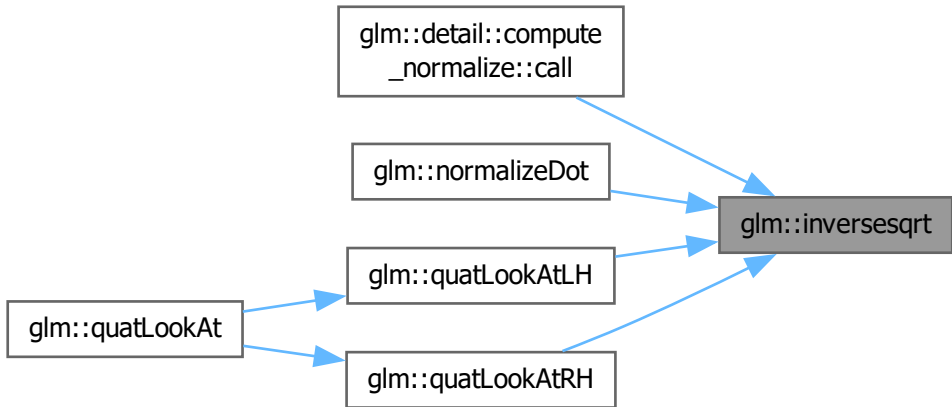 glm::detail::compute
_normalize::call
glm::normalizeDot
glm::inversesqrt
glm::quatLookAtLH
glm::quatLookAt
glm::quatLookAtRH